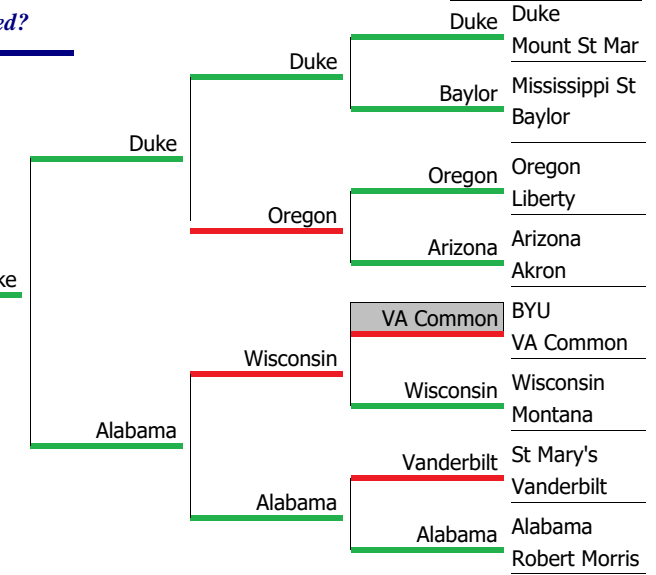 ed?
Duke
Duke
Mount St Mar
Duke
Baylor
Mississippi St
Baylor
Duke
Oregon
Oregon
Liberty
Oregon
Arizona
Arizona
Akron
ke
VA Common
BYU
VA Common
Wisconsin
Wisconsin
Wisconsin
Montana
Alabama
Vanderbilt
St Mary's
Vanderbilt
Alabama
Alabama
Alabama
Robert Morris